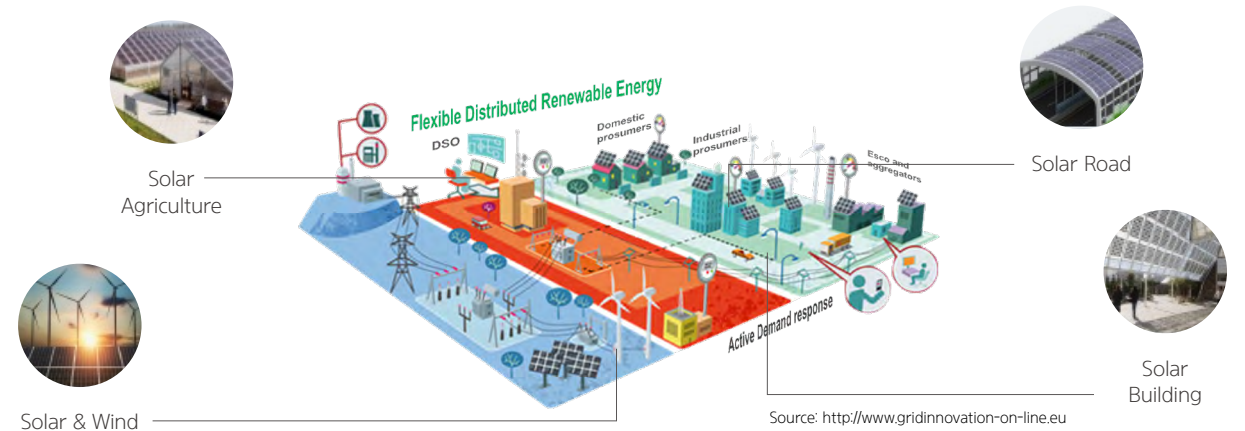 Flexible Distributed Renewable Energy
DSO
Domestic
prosumers
Industrial
prosumers
Esco and
aggregators
Solar
Agriculture
Solar Road
Solar & Wind
Active Demand response
Solar
Building
Source: http://www.gridinnovation-on-line.eu